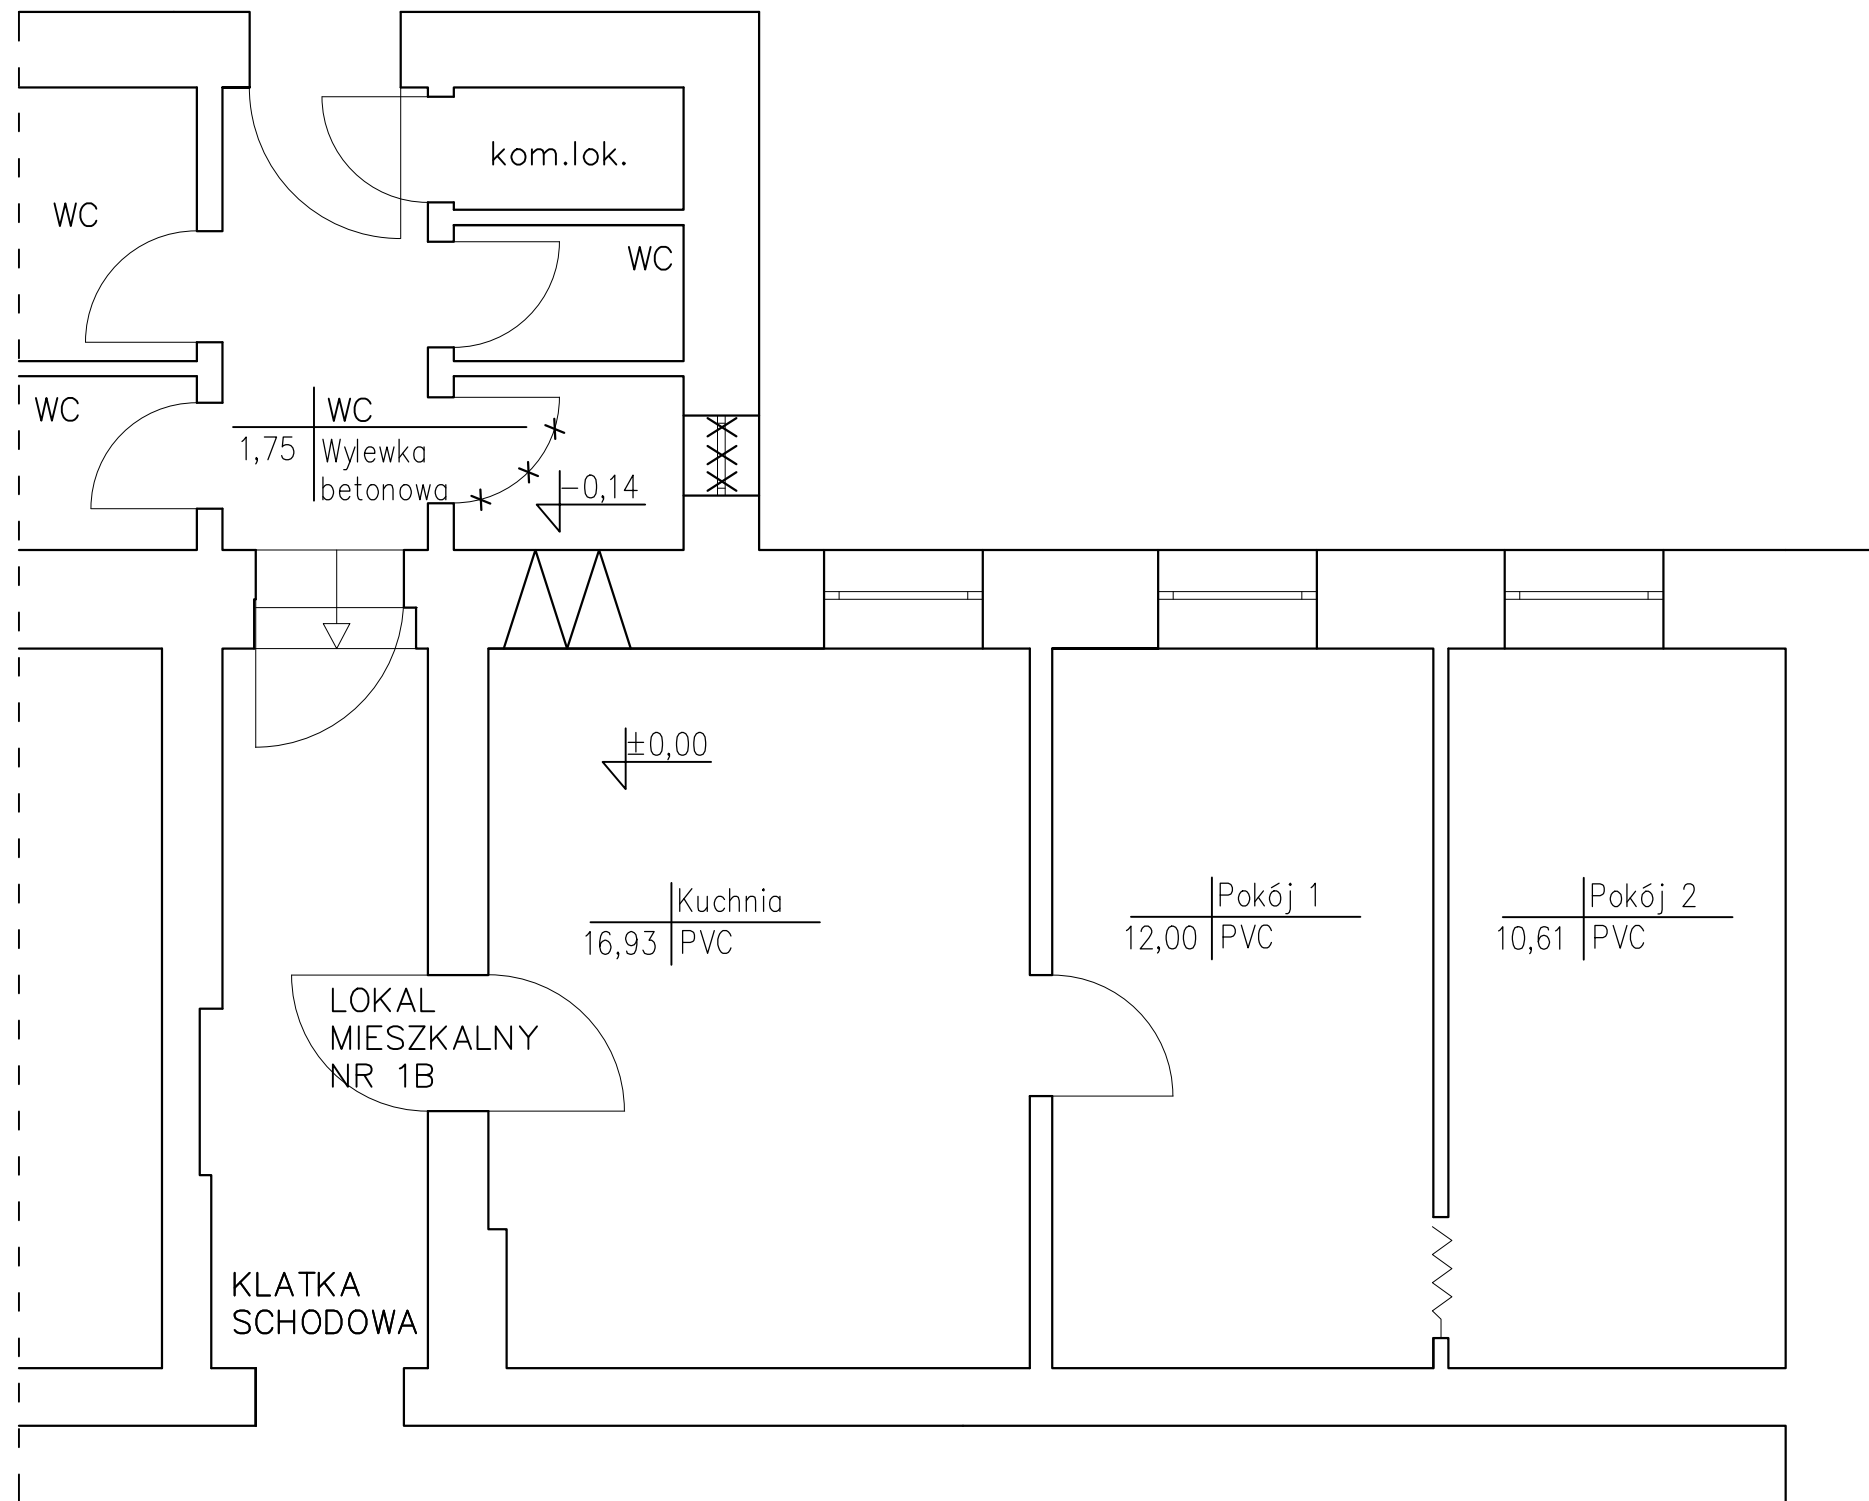 kom.lok.
WC
WC
WC
WC
1,75
Wylewka
betonowa
-0,14
±0,00
Kuchnia
16,93
PVC
Pokój 1
12,00
PVC
Pokój 2
10,61
PVC
LOKAL
MIESZKALNY
NR 1B
KLATKA
SCHODOWA